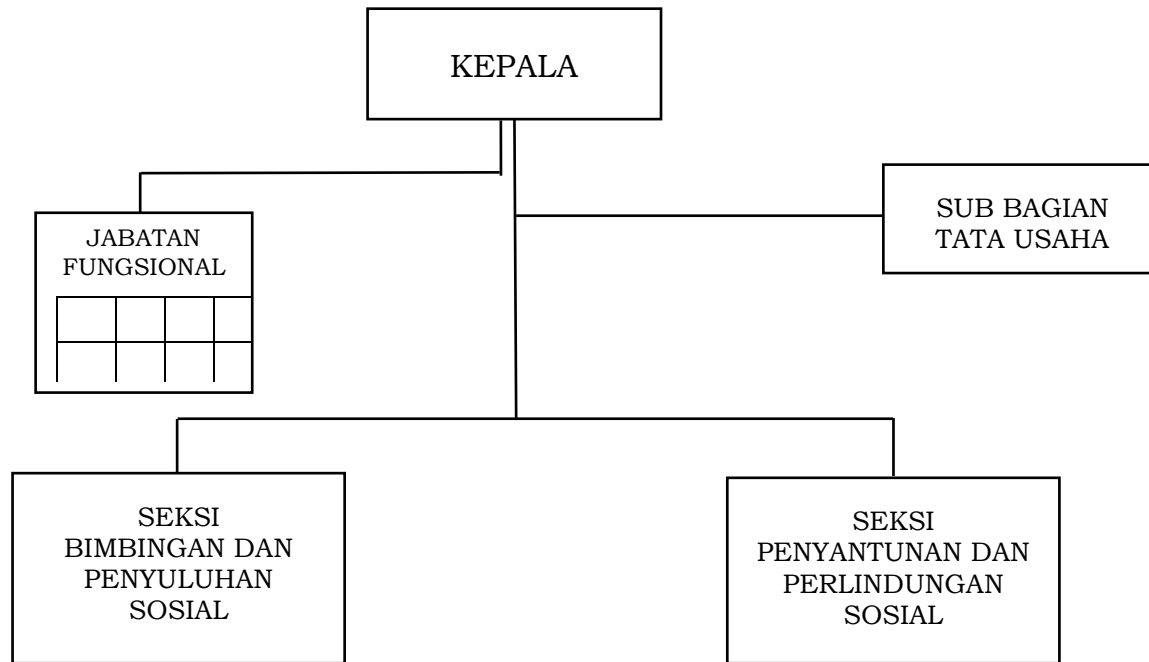 KEPALA
JABATAN
FUNGSIONAL
SUB BAGIAN
TATA USAHA
SEKSI
BIMBINGAN DAN
PENYULUHAN
SOSIAL
SEKSI
PENYANTUNAN DAN
PERLINDUNGAN
SOSIAL